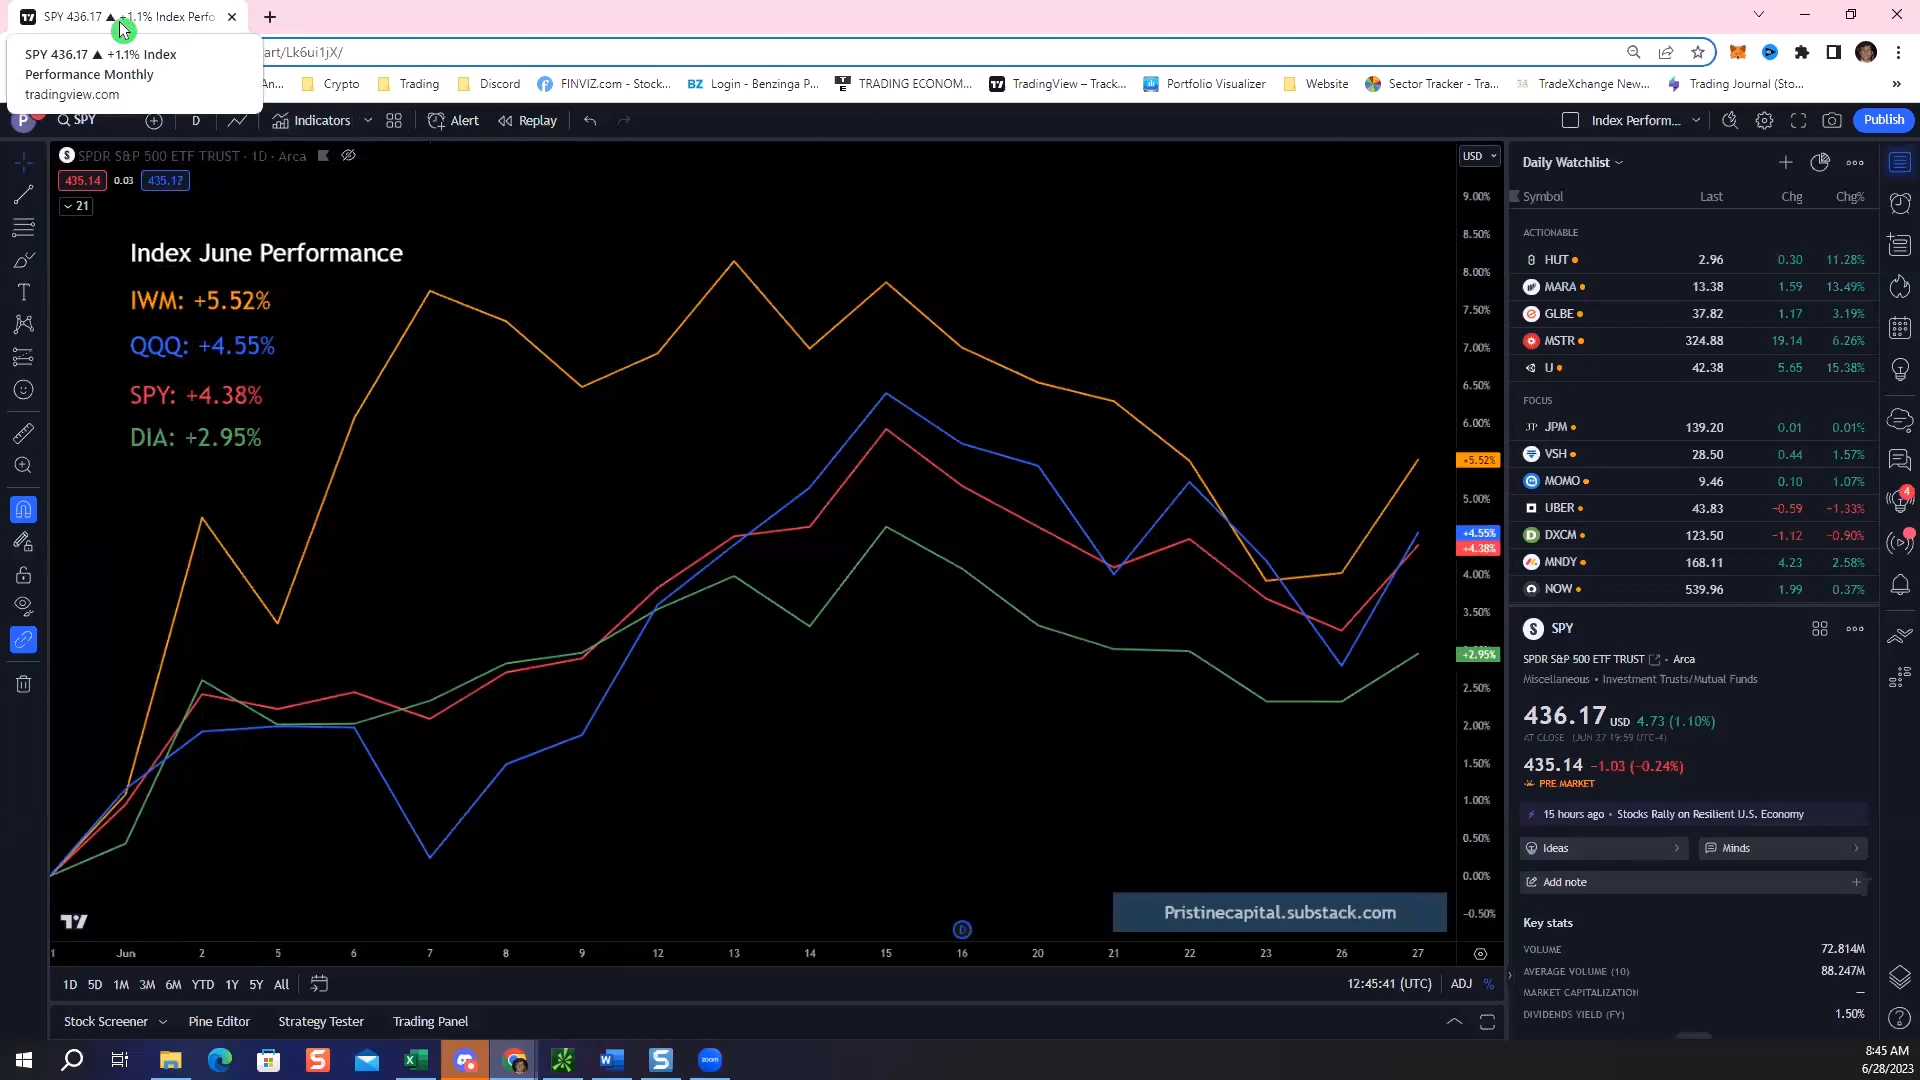 SPY 436.17 ▲ +1.1% Index Perfo
SPY 436.17 ▲ +1.1% Index
Performance Monthly
tradingview.com
art/Lk6ui1jX/
An...
Crypto
Trading
Discord
FINVIZ.com - Stock...
BZ Login - Benzinga P...
TRADING ECONOM...
TradingView – Track...
Portfolio Visualizer
Website
Sector Tracker - Tra...
TradeXchange New...
Trading Journal (Sto...
»
P
SPY
D
Indicators
Alert
Replay
Index Perform...
Publish
SPDR S&P 500 ETF TRUST · 1D · Arca
435.14 0.03 435.17
21
USD
Index June Performance
IWM: +5.52%
QQQ: +4.55%
SPY: +4.38%
DIA: +2.95%
9.00%
8.50%
8.00%
7.50%
7.00%
6.50%
6.00%
+5.52%
5.00%
+4.55%
+4.38%
4.00%
3.50%
+2.95%
2.50%
2.00%
1.50%
1.00%
0.50%
0.00%
−0.50%
Pristinecapital.substack.com
D
1 Jun 2 5 6 7 8 9 12 13 14 15 16 20 21 22 23 26 27
1D 5D 1M 3M 6M YTD 1Y 5Y All
12:45:41 (UTC) ADJ %
Stock Screener Pine Editor Strategy Tester Trading Panel
Daily Watchlist
Symbol Last Chg Chg%
ACTIONABLE
HUT 2.96 0.30 11.28%
MARA 13.38 1.59 13.49%
GLBE 37.82 1.17 3.19%
MSTR 324.88 19.14 6.26%
U 42.38 5.65 15.38%
FOCUS
JP JPM 139.20 0.01 0.01%
VSH 28.50 0.44 1.57%
MOMO 9.46 0.10 1.07%
UBER 43.83 −0.59 −1.33%
DXCM 123.50 −1.12 −0.90%
MNDY 168.11 4.23 2.58%
NOW 539.96 1.99 0.37%
4
S SPY
SPDR S&P 500 ETF TRUST • Arca
Miscellaneous • Investment Trusts/Mutual Funds
436.17 USD 4.73 (1.10%)
AT CLOSE (JUN 27 19:59 UTC-4)
435.14 −1.03 (−0.24%)
PRE MARKET
15 hours ago • Stocks Rally on Resilient U.S. Economy
Ideas
Minds
Add note
Key stats
VOLUME 72.814M
AVERAGE VOLUME (10) 88.247M
MARKET CAPITALIZATION —
DIVIDENDS YIELD (FY) 1.50%
8:45 AM
6/28/2023